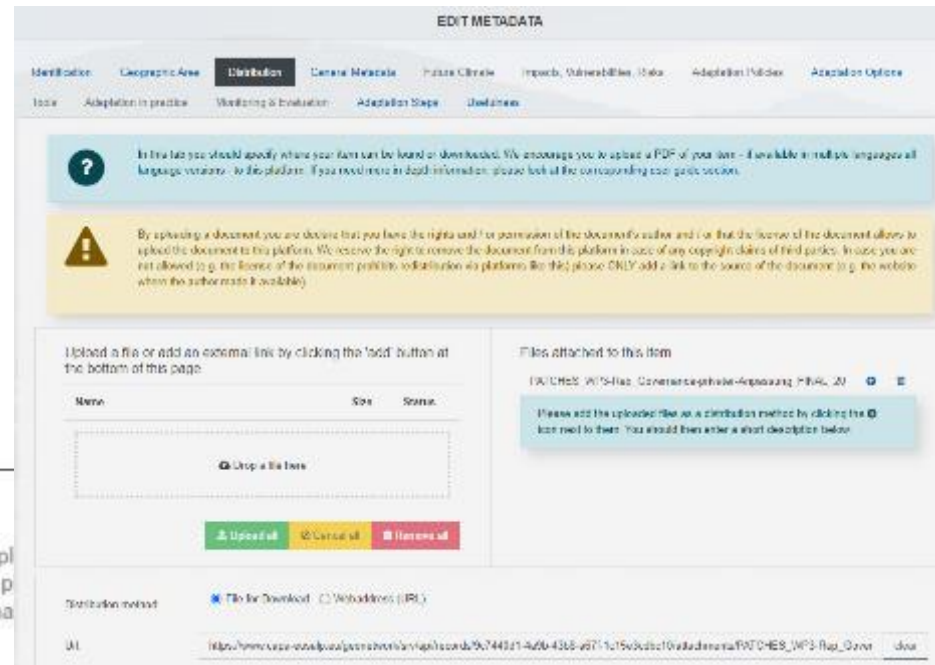 EDIT METADATA
Identification Geographic Area Distribution General Metadata Future Climate Impacts, Vulnerabilities, Risks Adaptation Policies Adaptation Options
Tools Adaptation in practice Monitoring & Evaluation Adaptation Steps Usefulness
?
In this tab you should specify where your item can be found or downloaded. We encourage you to upload a PDF of your item - if available in multiple languages all
language versions - to this platform. If you need more in depth information, please look at the corresponding user guide section.
By uploading a document you are declare that you have the rights and / or permission of the document's author and / or that the license of the document allows to
upload the document to this platform. We reserve the right to remove the document from this platform in case of any copyright claims of third parties. In case you are
not allowed (e.g. the license of the document prohibits redistribution via platforms like this) please ONLY add a link to the source of the document (e.g. the website
where the author made it available)
Upload a file or add an external link by clicking the 'add' button at
the bottom of this page
Name Size Status
Drop a file here
Upload all Cancel all Remove all
Files attached to this item
PATCHES_WP3-Rep_Governance-privater-Anpassung_FINAL_20
Please add the uploaded files as a distribution method by clicking the
icon next to them. You should then enter a short description below
pl
p
na
Distribution method File for Download Webaddress (URL)
Url clear